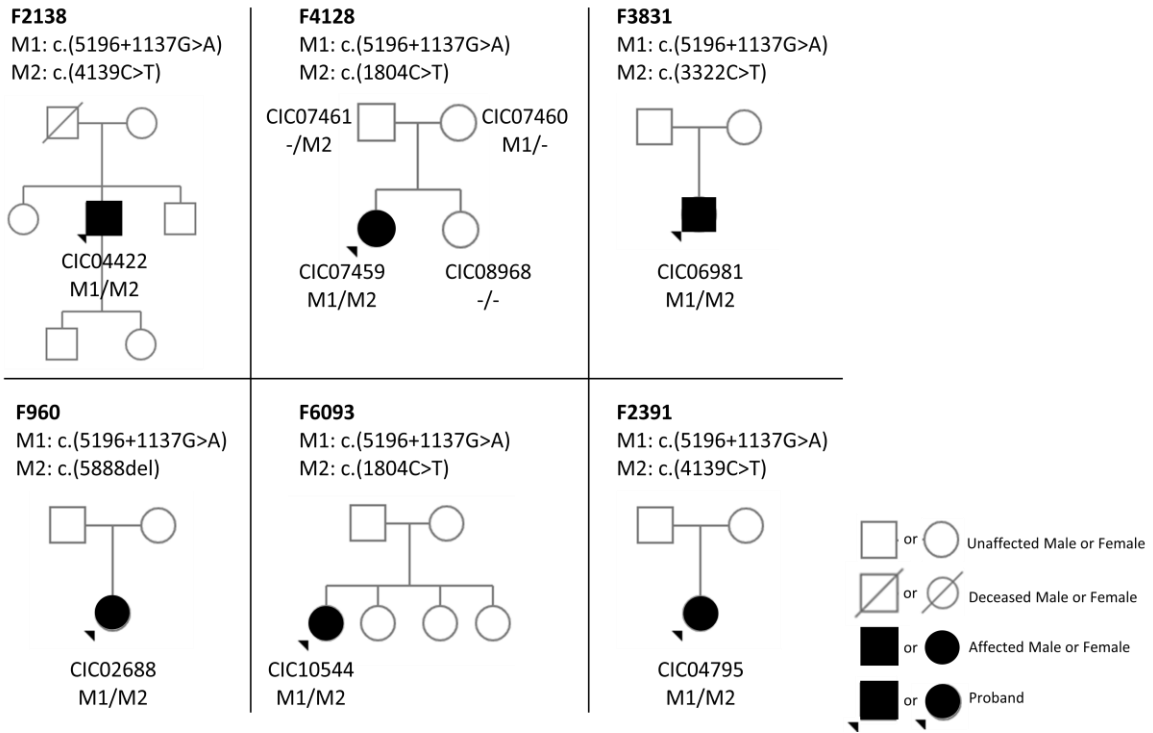 F2138
M1: c.(5196+1137G>A)
M2: c.(4139C>T)
CIC04422
M1/M2
F4128
M1: c.(5196+1137G>A)
M2: c.(1804C>T)
CIC07461
-/M2
CIC07460
M1/-
CIC07459
M1/M2
CIC08968
-/-
F3831
M1: c.(5196+1137G>A)
M2: c.(3322C>T)
CIC06981
M1/M2
F960
M1: c.(5196+1137G>A)
M2: c.(5888del)
CIC02688
M1/M2
F6093
M1: c.(5196+1137G>A)
M2: c.(1804C>T)
CIC10544
M1/M2
F2391
M1: c.(5196+1137G>A)
M2: c.(4139C>T)
CIC04795
M1/M2
or Unaffected Male or Female
or Deceased Male or Female
or Affected Male or Female
or Proband